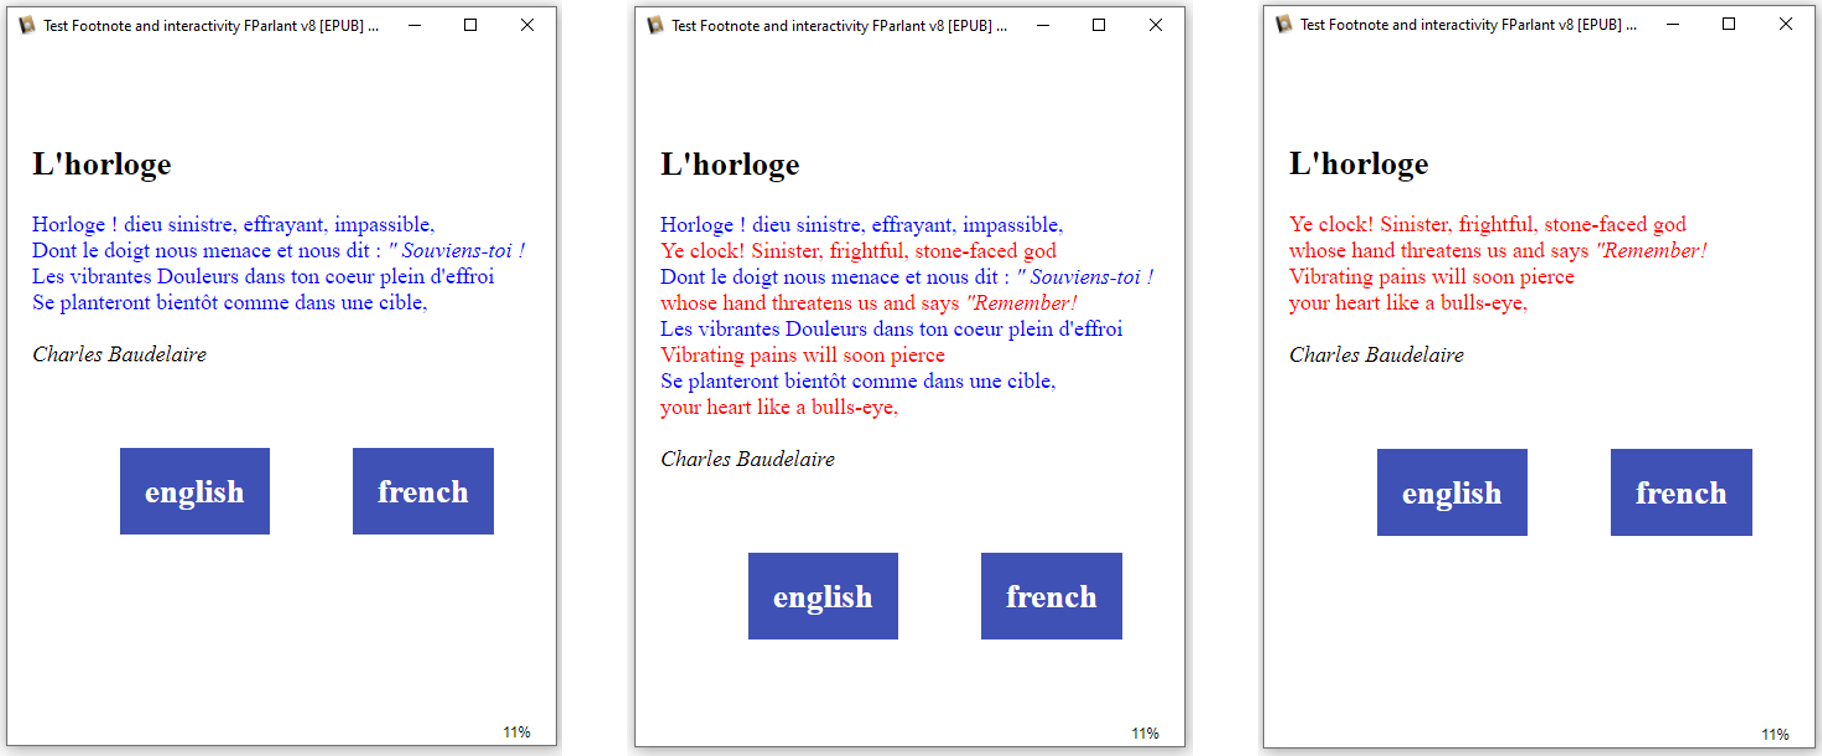 Test Footnote and interactivity FParlant v8 [EPUB] ...
L'horloge
Horloge ! dieu sinistre, effrayant, impassible,
Dont le doigt nous menace et nous dit : " Souviens-toi !
Les vibrantes Douleurs dans ton coeur plein d'effroi
Se planteront bientôt comme dans une cible,
Charles Baudelaire
english
french
11%
Test Footnote and interactivity FParlant v8 [EPUB] ...
L'horloge
Horloge ! dieu sinistre, effrayant, impassible,
Ye clock! Sinister, frightful, stone-faced god
Dont le doigt nous menace et nous dit : " Souviens-toi !
whose hand threatens us and says "Remember!
Les vibrantes Douleurs dans ton coeur plein d'effroi
Vibrating pains will soon pierce
Se planteront bientôt comme dans une cible,
your heart like a bulls-eye,
Charles Baudelaire
english
french
11%
Test Footnote and interactivity FParlant v8 [EPUB] ...
L'horloge
Ye clock! Sinister, frightful, stone-faced god
whose hand threatens us and says "Remember!
Vibrating pains will soon pierce
your heart like a bulls-eye,
Charles Baudelaire
english
french
11%